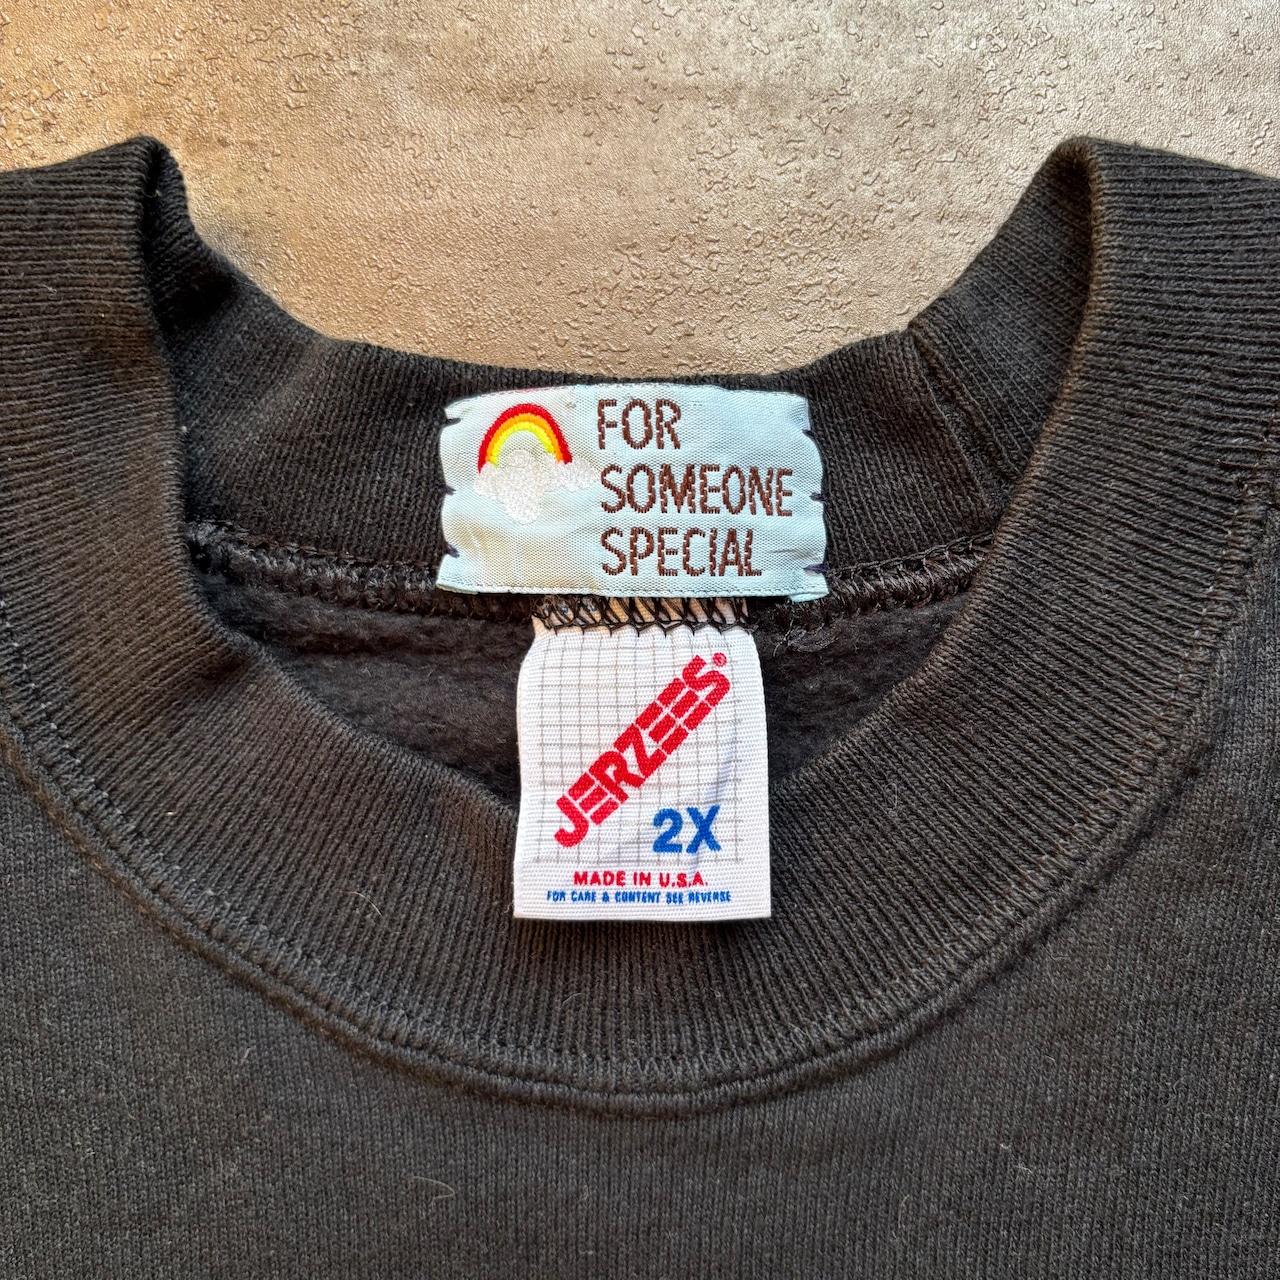 FOR
SOMEONE
SPECIAL
JERZEES®
2X
MADE IN U.S.A.
FOR CARE & CONTENT SEE REVERSE